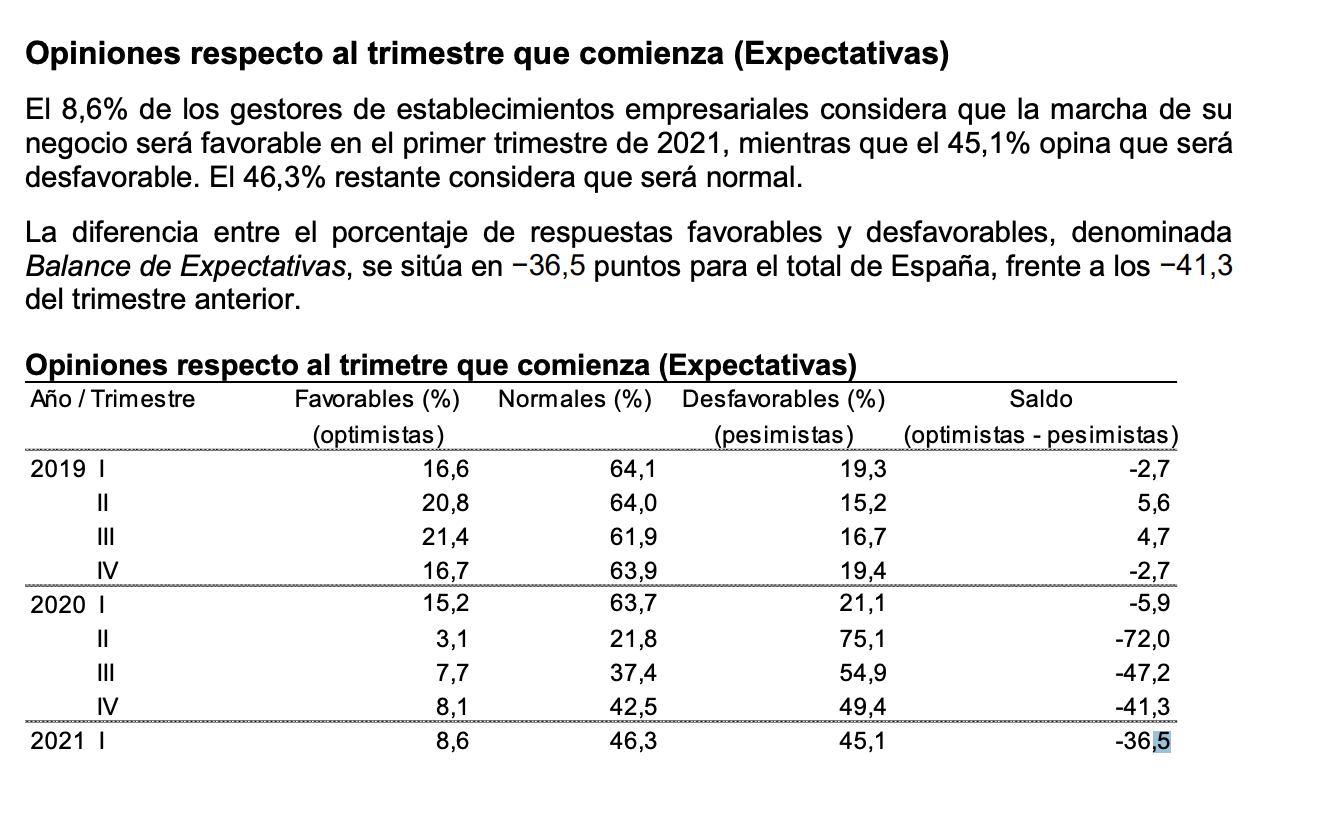 Opiniones respecto al trimestre que comienza (Expectativas)
El 8,6% de los gestores de establecimientos empresariales considera que la marcha de su
negocio será favorable en el primer trimestre de 2021, mientras que el 45,1% opina que será
desfavorable. El 46,3% restante considera que será normal.
La diferencia entre el porcentaje de respuestas favorables y desfavorables, denominada
Balance de Expectativas, se sitúa en −36,5 puntos para el total de España, frente a los −41,3
del trimestre anterior.
Opiniones respecto al trimetre que comienza (Expectativas)
Año / Trimestre Favorables (%) Normales (%) Desfavorables (%) Saldo
(optimistas) (pesimistas) (optimistas - pesimistas)
2019 I 16,6 64,1 19,3 -2,7
II 20,8 64,0 15,2 5,6
III 21,4 61,9 16,7 4,7
IV 16,7 63,9 19,4 -2,7
2020 I 15,2 63,7 21,1 -5,9
II 3,1 21,8 75,1 -72,0
III 7,7 37,4 54,9 -47,2
IV 8,1 42,5 49,4 -41,3
2021 I 8,6 46,3 45,1 -36,5